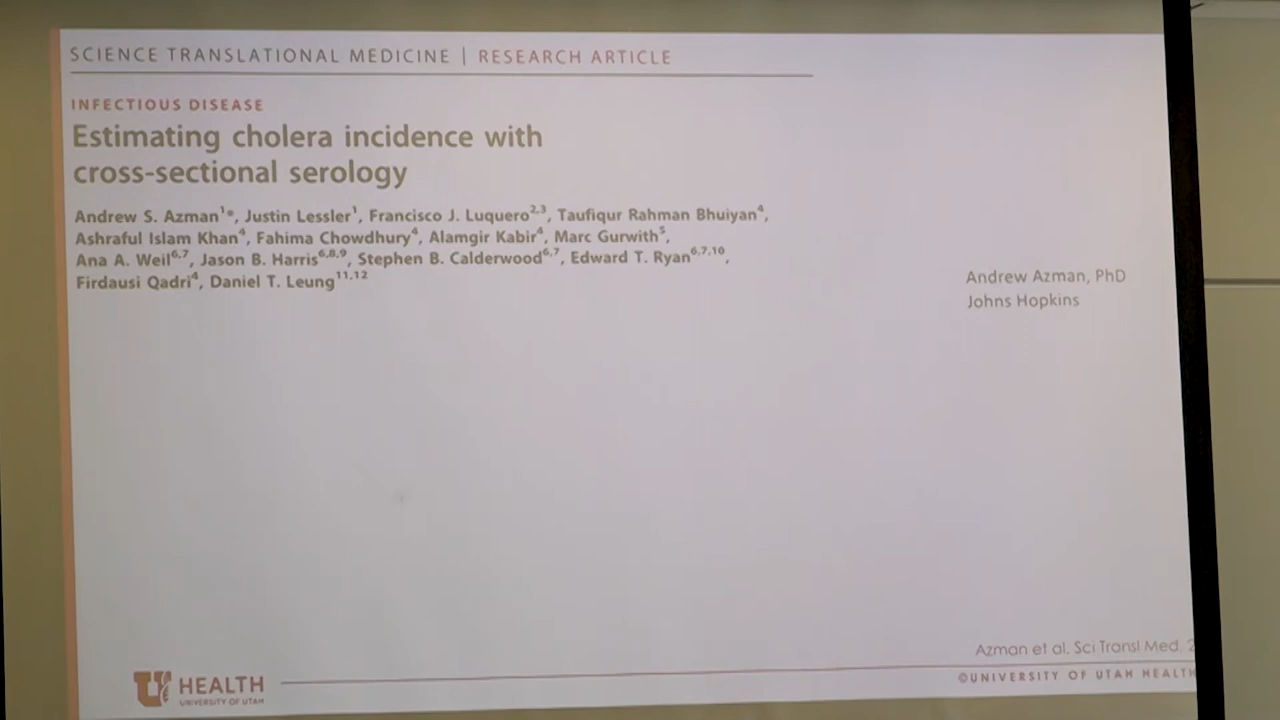 SCIENCE TRANSLATIONAL MEDICINE | RESEARCH ARTICLE
INFECTIOUS DISEASE
Estimating cholera incidence with
cross-sectional serology
Andrew S. Azman¹*, Justin Lessler¹, Francisco J. Luquero²,³, Taufiqur Rahman Bhuiyan⁴,
Ashraful Islam Khan⁴, Fahima Chowdhury⁴, Alamgir Kabir⁴, Marc Gurwith⁵,
Ana A. Weil⁶,⁷, Jason B. Harris⁶,⁸,⁹, Stephen B. Calderwood⁶,⁷, Edward T. Ryan⁶,⁷,¹⁰,
Firdausi Qadri⁴, Daniel T. Leung¹¹,¹²
Andrew Azman, PhD
Johns Hopkins
Azman et al. Sci Transl Med. 2
©UNIVERSITY OF UTAH HEALTH
U HEALTH
UNIVERSITY OF UTAH